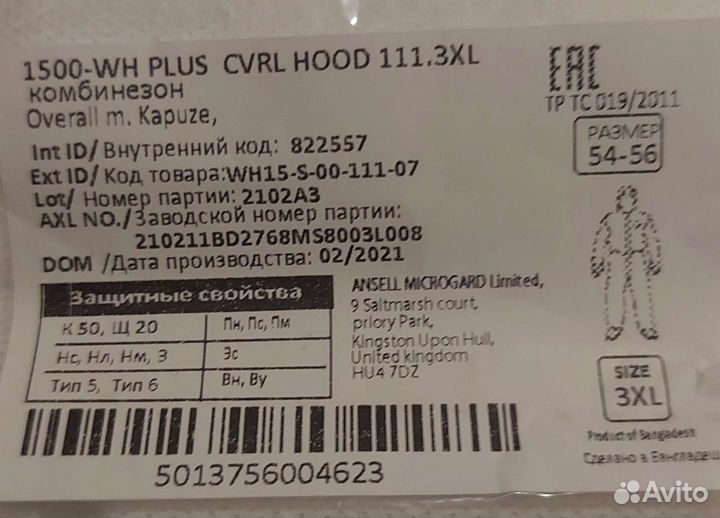 1500-WH PLUS CVRL HOOD 111.3XL
комбинезон
Overall m. Kapuze,
Int ID/ Внутренний код: 822557
Ext ID/ Код товара:WH15-S-00-111-07
Lot/ Номер партии: 2102A3
AXL NO./Заводской номер партии:
210211BD2768MS8003L008
DOM /Дата производства: 02/2021
EAC
ТР ТС 019/2011
РАЗМЕР
54-56
Защитные свойства
К 50, Щ 20 Пн, Пс, Пм
Нс, Нл, Нм, З Эс
Тип 5, Тип 6 Вн, Ву
ANSELL MICROGARD Limited,
9 Saltmarsh court,
priory Park,
Kingston Upon Hull,
United kingdom
HU4 7DZ
SIZE
3XL
Product of Bangladesh
Сделано в Бангладеш
5013756004623
Avito